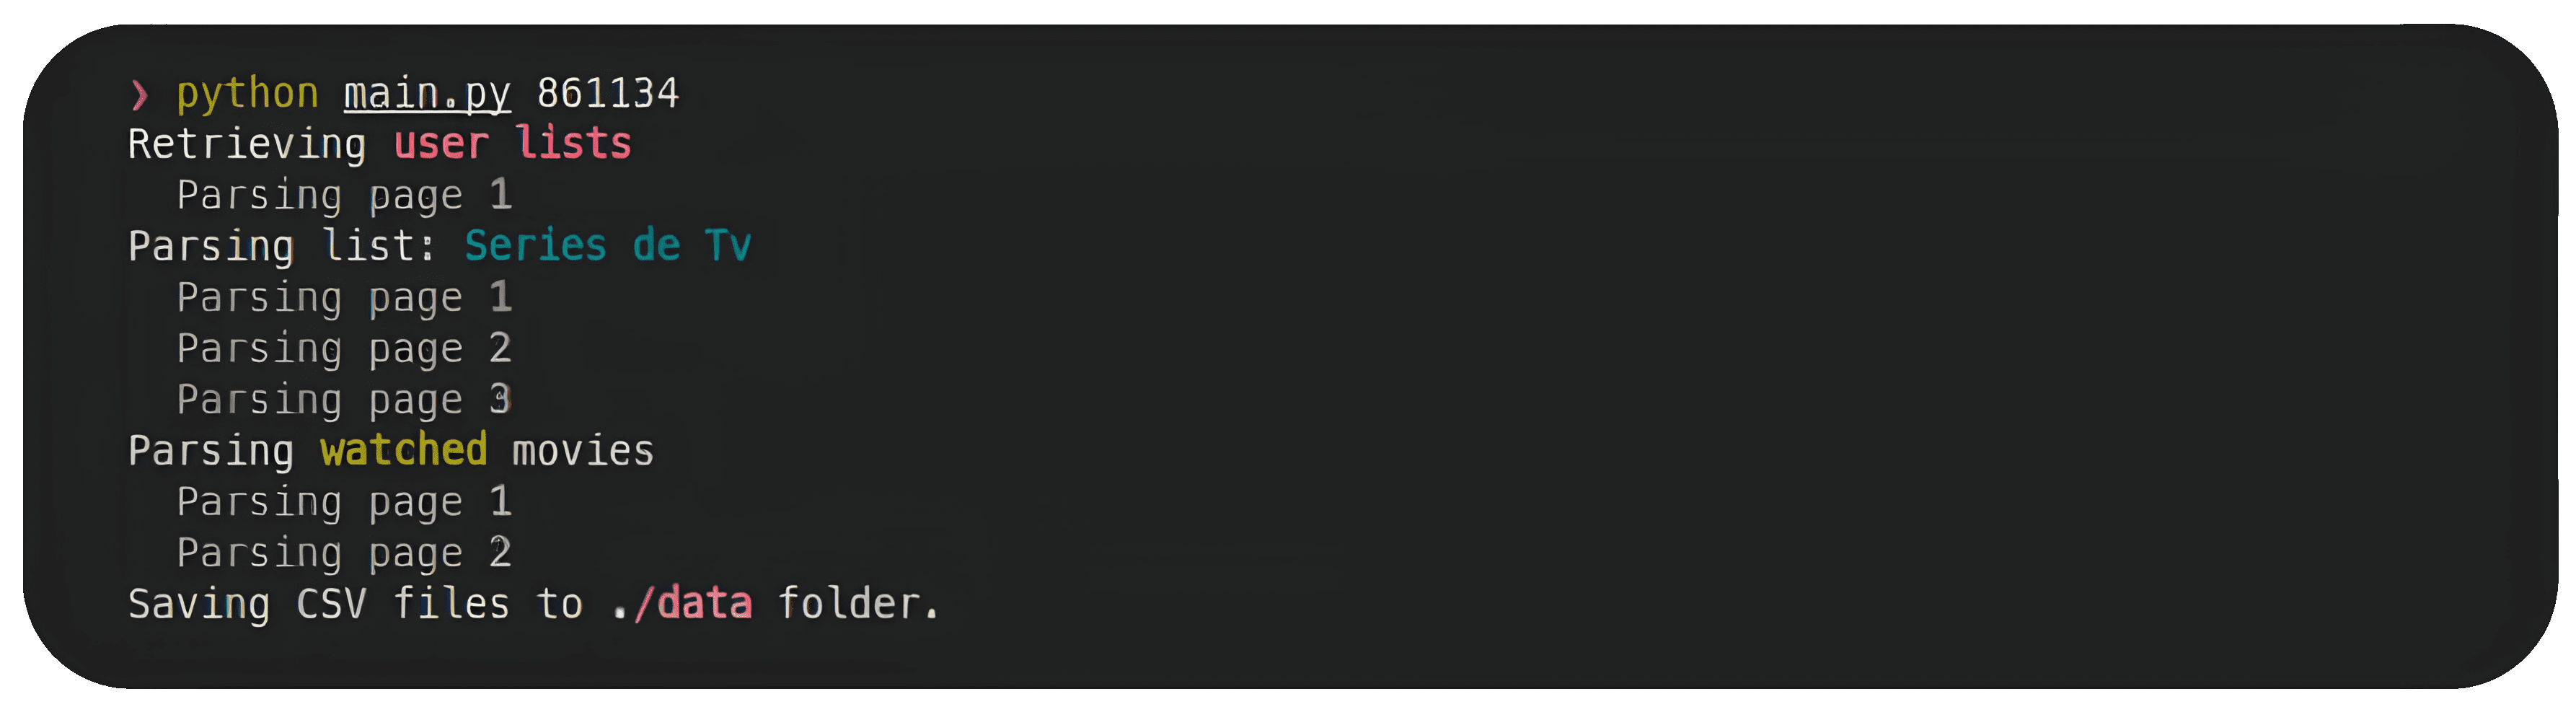 ❯ python main.py 861134
Retrieving user lists
Parsing page 1
Parsing list: Series de Tv
Parsing page 1
Parsing page 2
Parsing page 3
Parsing watched movies
Parsing page 1
Parsing page 2
Saving CSV files to ./data folder.